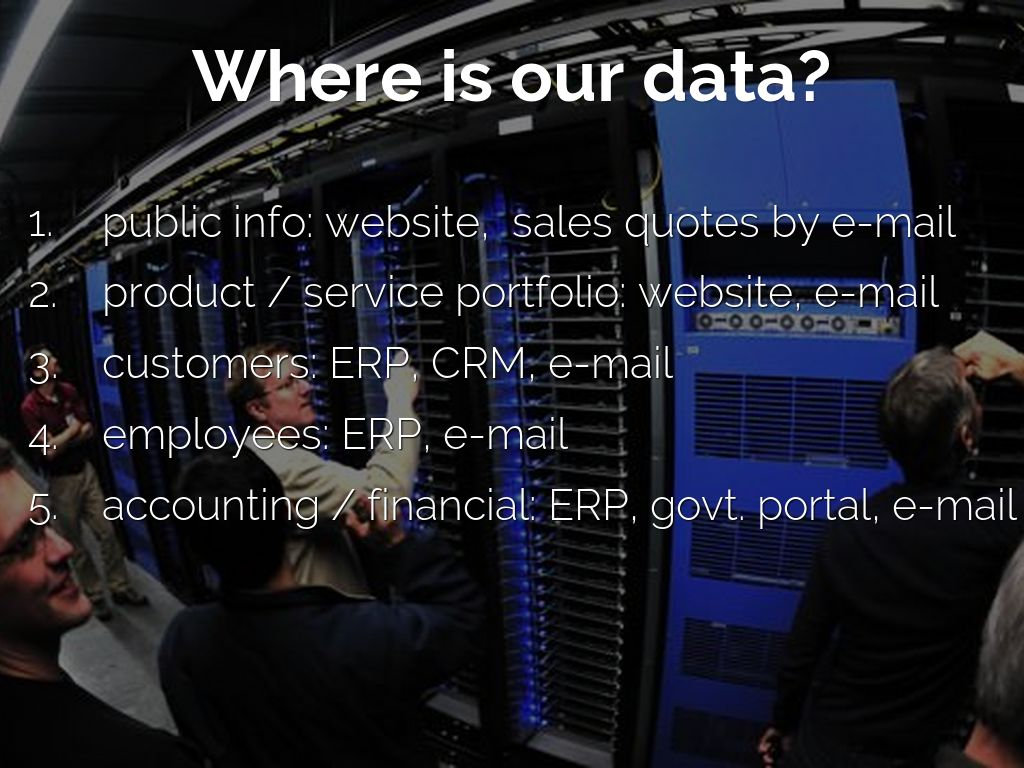 Where is our data?
1. public info: website,  sales quotes by e-mail
2. product / service portfolio: website, e-mail
3. customers: ERP, CRM, e-mail
4. employees: ERP, e-mail
5. accounting / financial: ERP, govt. portal, e-mail